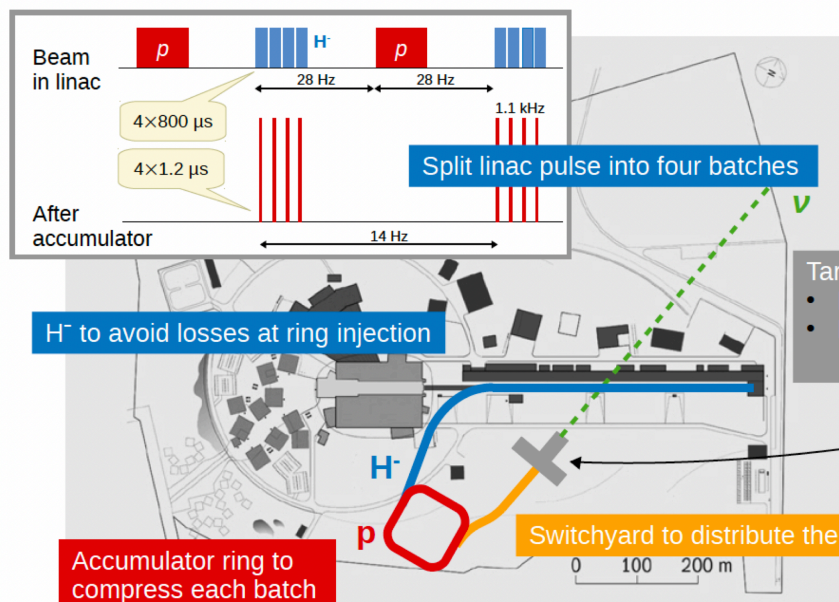 p
H-
p
Beam
in linac
28 Hz
28 Hz
1.1 kHz
4×800 µs
4×1.2 µs
Split linac pulse into four batches
ν
After
accumulator
14 Hz
N
Tar
•
•
H- to avoid losses at ring injection
H-
p
Switchyard to distribute the
Accumulator ring to
compress each batch
0 100 200 m